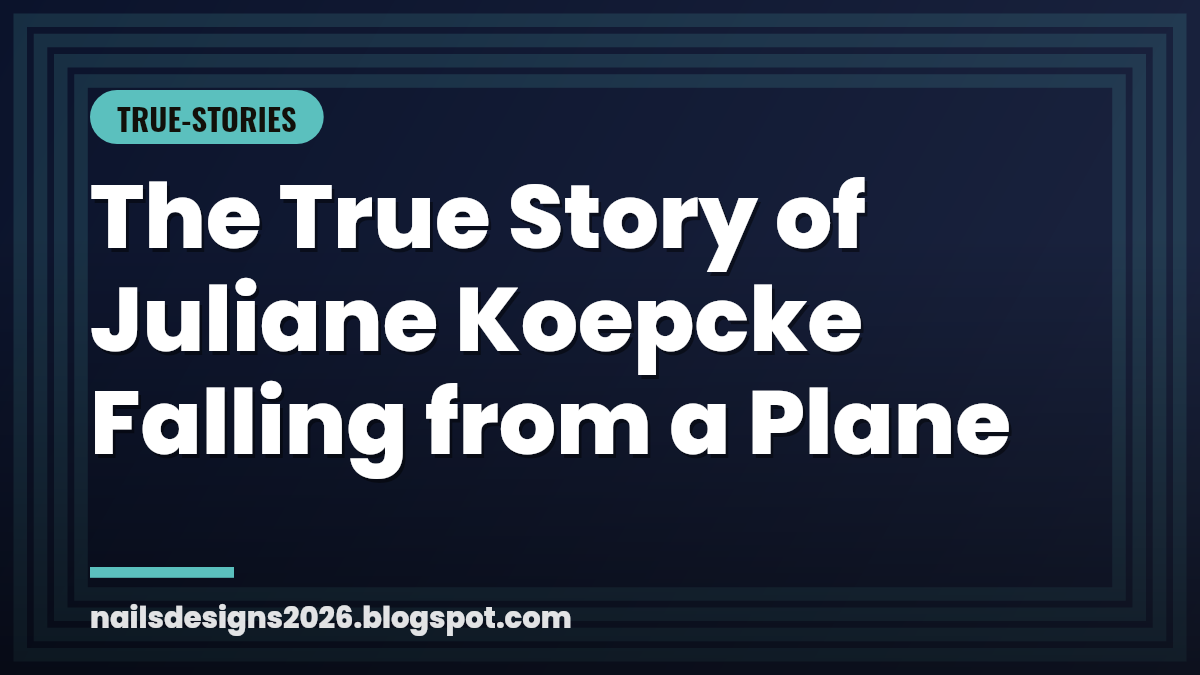 TRUE-STORIES
The True Story of
Juliane Koepcke
Falling from a Plane
nailsdesigns2026.blogspot.com